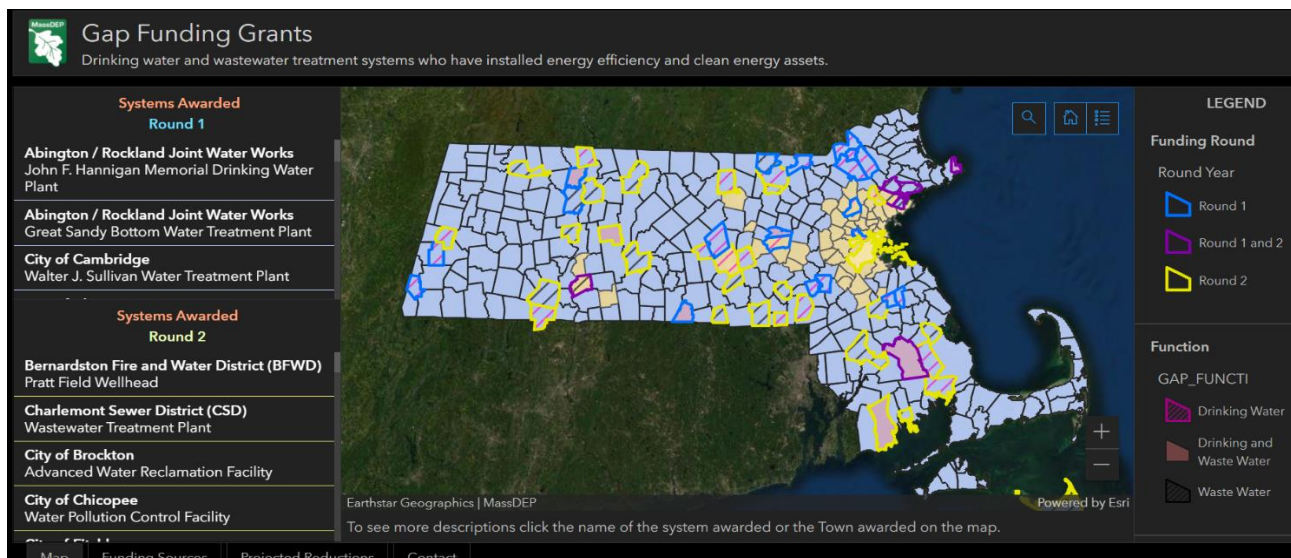 MassDEP
Gap Funding Grants
Drinking water and wastewater treatment systems who have installed energy efficiency and clean energy assets.
Systems Awarded
Round 1
Abington / Rockland Joint Water Works
John F. Hannigan Memorial Drinking Water
Plant
Abington / Rockland Joint Water Works
Great Sandy Bottom Water Treatment Plant
City of Cambridge
Walter J. Sullivan Water Treatment Plant
Systems Awarded
Round 2
Bernardston Fire and Water District (BFWD)
Pratt Field Wellhead
Charlemont Sewer District (CSD)
Wastewater Treatment Plant
City of Brockton
Advanced Water Reclamation Facility
City of Chicopee
Water Pollution Control Facility
+
−
Earthstar Geographics | MassDEP
Powered by Esri
To see more descriptions click the name of the system awarded or the Town awarded on the map.
LEGEND
Funding Round
Round Year
Round 1
Round 1 and 2
Round 2
Function
GAP_FUNCTI
Drinking Water
Drinking and
Waste Water
Waste Water
Map
Funding Sources
Projected Reductions
Contact